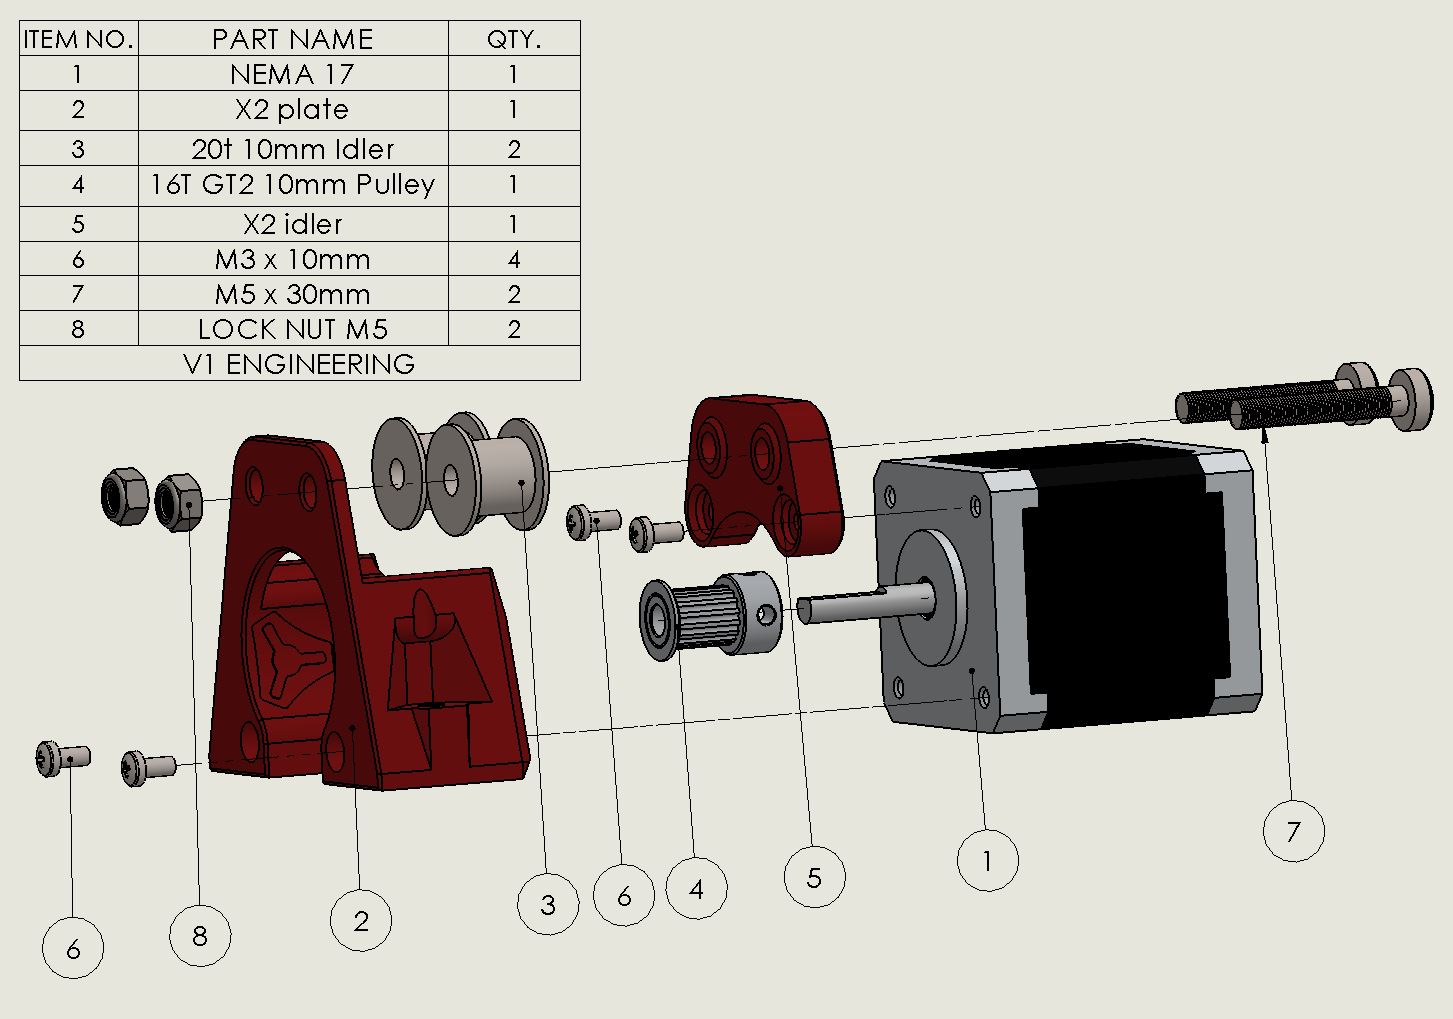 ITEM NO. PART NAME QTY.
1 NEMA 17 1
2 X2 plate 1
3 20t 10mm Idler 2
4 16T GT2 10mm Pulley 1
5 X2 idler 1
6 M3 x 10mm 4
7 M5 x 30mm 2
8 LOCK NUT M5 2
V1 ENGINEERING
7
1
5
4
6
3
2
8
6